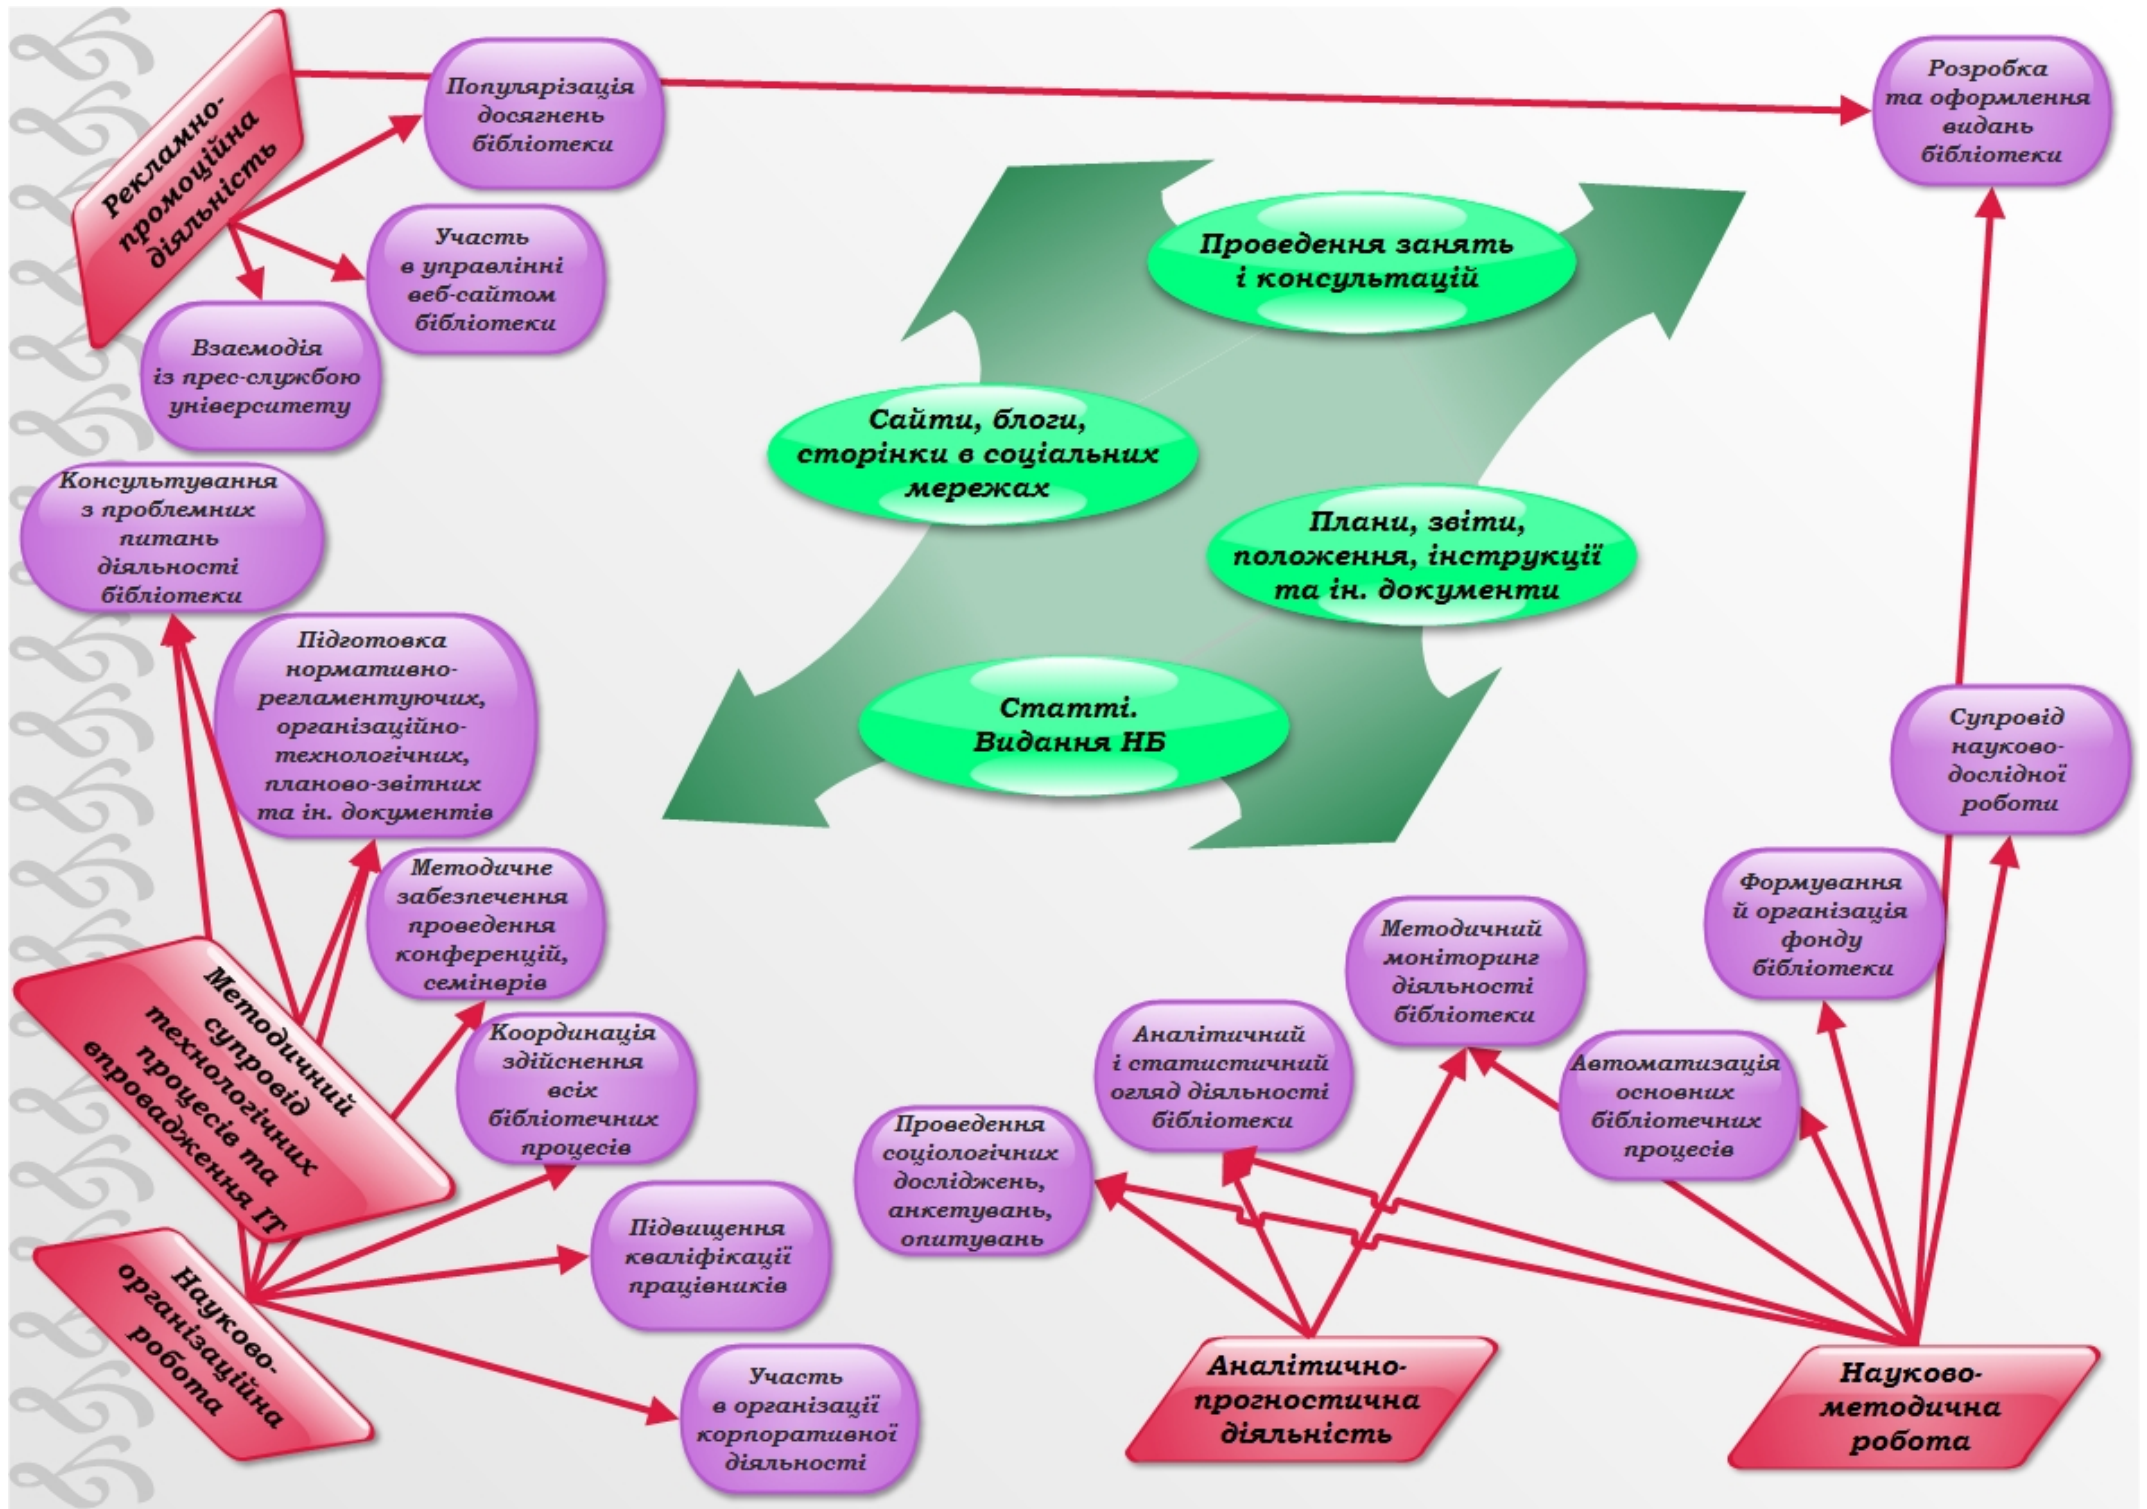 Рекламно-
промоційна
діяльність
Популярізація
досягнень
бібліотеки
Розробка
та оформлення
видань
бібліотеки
Участь
в управлінні
веб-сайтом
бібліотеки
Взаємодія
із прес-службою
університету
Проведення занять
і консультацій
Сайти, блоги,
сторінки в соціальних
мережах
Плани, звіти,
положення, інструкції
та ін. документи
Статті.
Видання НБ
Консультування
з проблемних
питань
діяльності
бібліотеки
Підготовка
нормативно-
регламентуючих,
організаційно-
технологічних,
планово-звітних
та ін. документів
Методичне
забезпечення
проведення
конференцій,
семінврів
Координація
здійснення
всіх
бібліотечних
процесів
Підвищення
кваліфікації
працівників
Участь
в організації
корпоративної
діяльності
Методичний
супровід
технологічних
процесів та
впровадження ІТ
Науково-
організаційна
робота
Проведення
соціологічних
досліджень,
анкетувань,
опитувань
Аналітичний
і статистичний
огляд діяльності
бібліотеки
Методичний
моніторинг
діяльності
бібліотеки
Автоматизація
основних
бібліотечних
процесів
Формування
й організація
фонду
бібліотеки
Супровід
науково-
дослідної
роботи
Аналітично-
прогностична
діяльність
Науково-
методична
робота